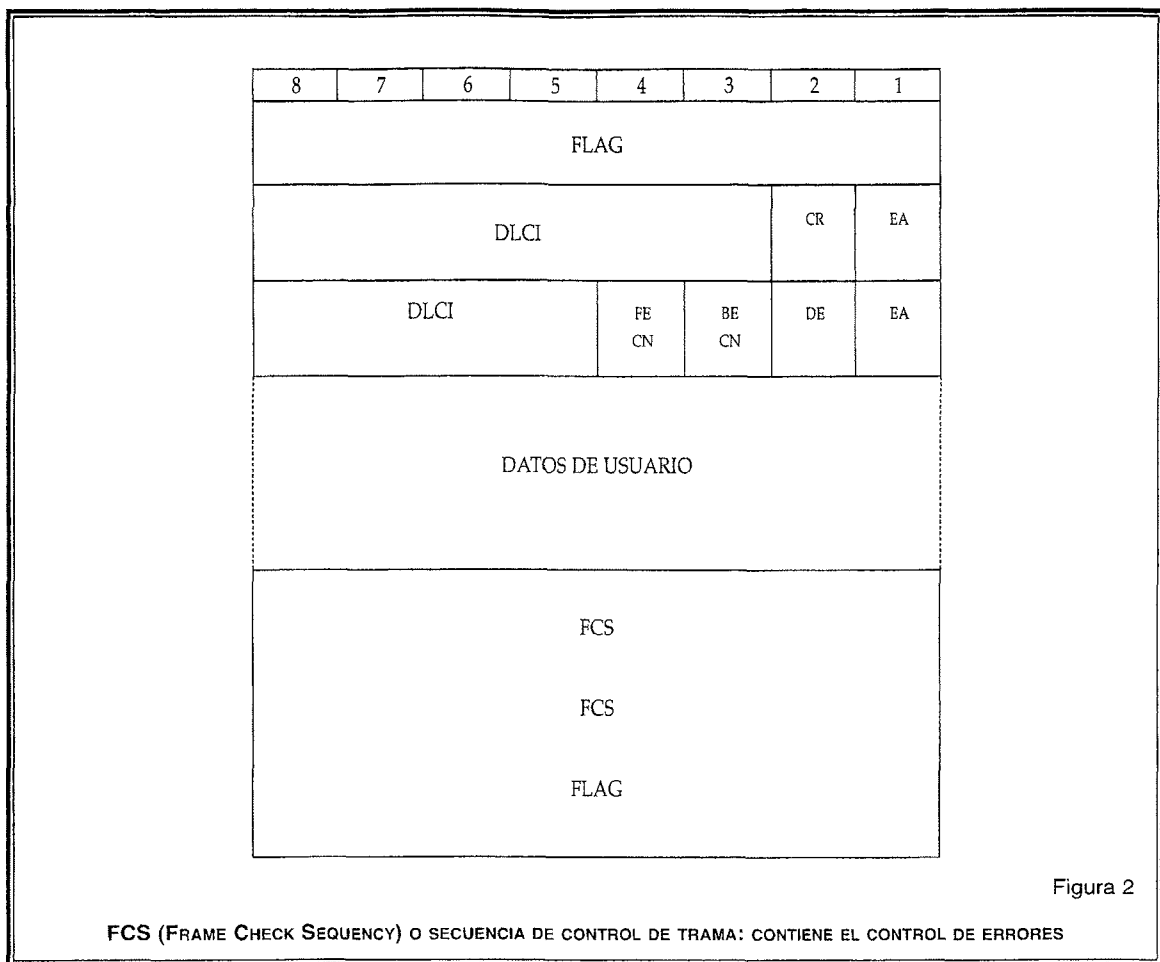 8 7 6 5 4 3 2 1
FLAG
DLCI CR EA
DLCI FE BE DE EA
CN CN
DATOS DE USUARIO
FCS
FCS
FLAG
Figura 2
FCS (FRAME CHECK SEQUENCY) O SECUENCIA DE CONTROL DE TRAMA: CONTIENE EL CONTROL DE ERRORES